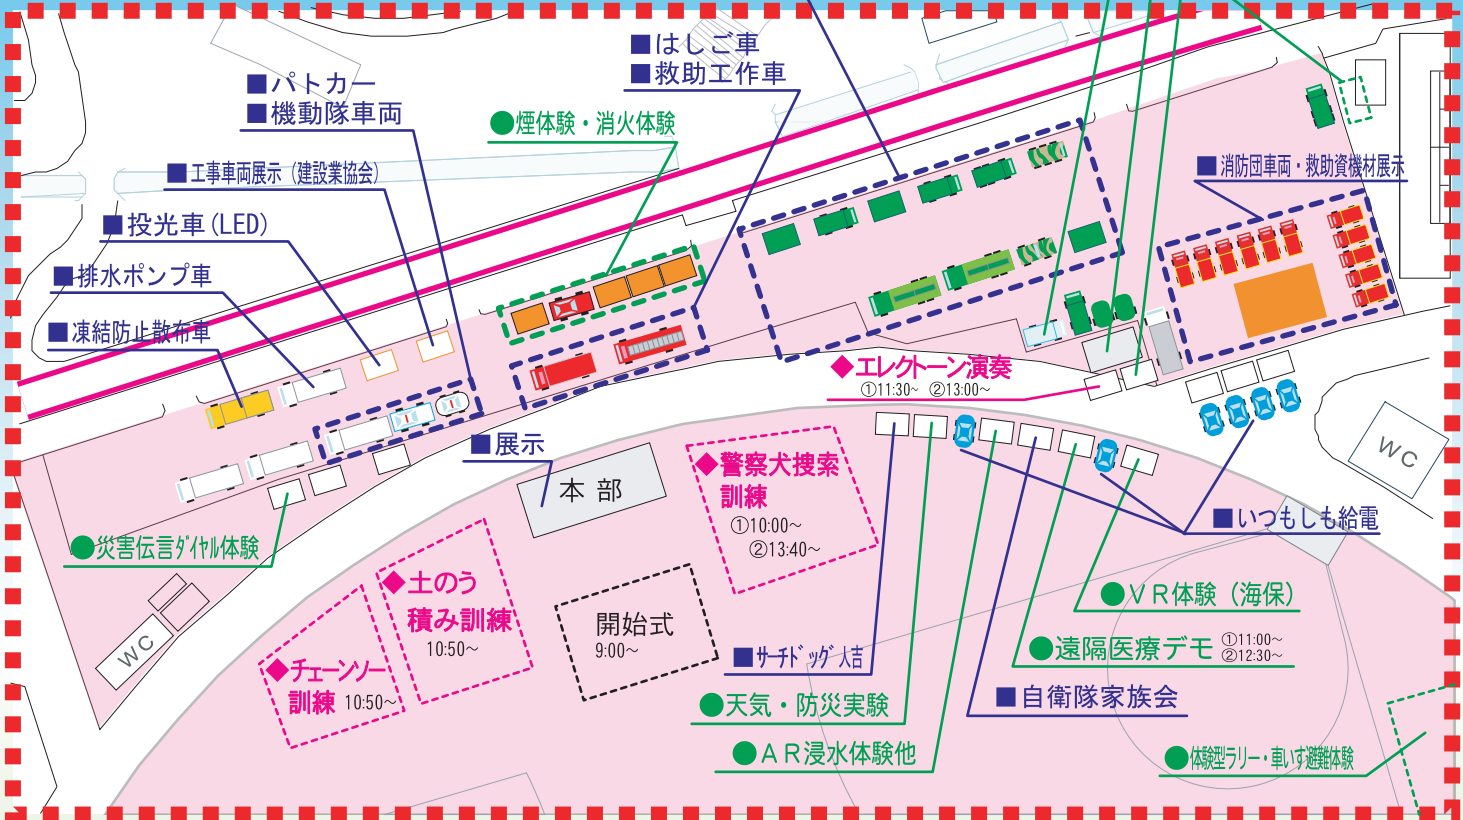 ■はしご車
■救助工作車
■パトカー
■機動隊車両
●煙体験・消火体験
■工事車両展示（建設業協会）
■消防団車両・救助資機材展示
■投光車（LED）
■排水ポンプ車
■凍結防止散布車
◆エレクトーン演奏
①11:30～ ②13:00～
■展示
本部
◆警察犬捜索
訓練
①10:00～
②13:40～
WC
■いつもしも給電
●災害伝言ダイヤル体験
◆土のう
積み訓練
10:50～
開始式
9:00～
●ＶＲ体験（海保）
●遠隔医療デモ ①11:00～
②12:30～
WC
◆チェーンソー
訓練 10:50～
■サーチドッグ人吉
■自衛隊家族会
●天気・防災実験
●ＡＲ浸水体験他
●体験型ラリー・車いす避難体験